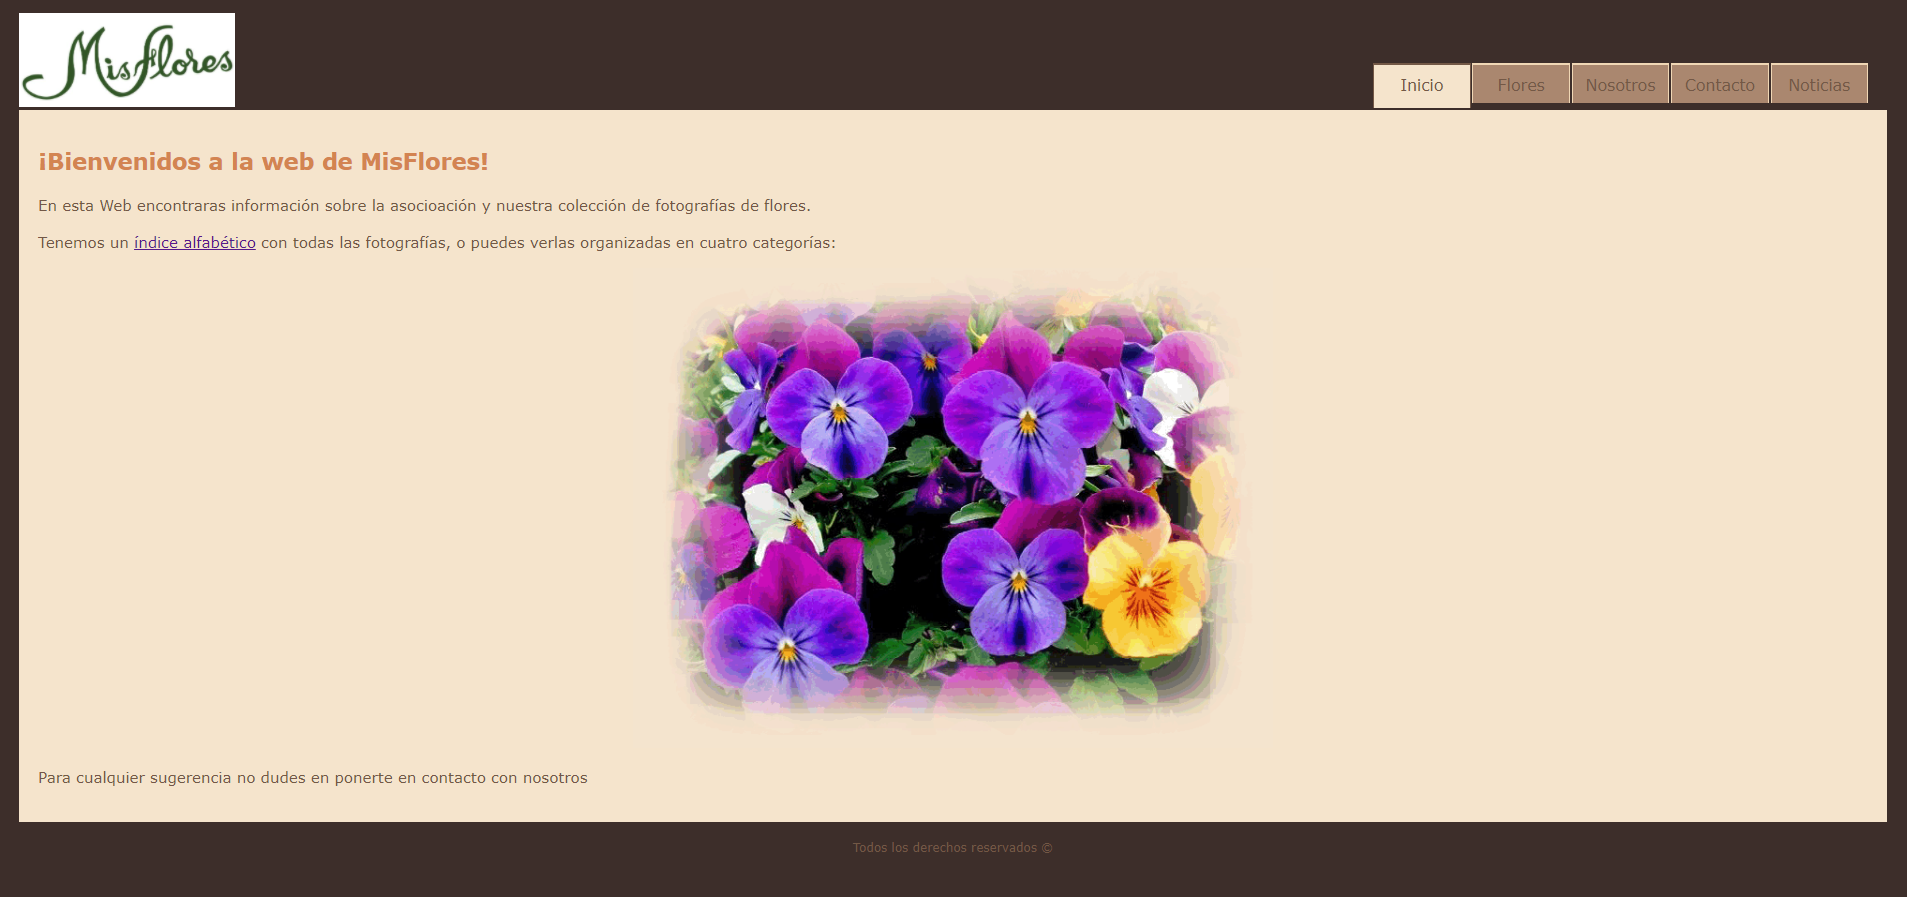 MisFlores
Inicio Flores Nosotros Contacto Noticias
¡Bienvenidos a la web de MisFlores!
En esta Web encontraras información sobre la asocioación y nuestra colección de fotografías de flores.
Tenemos un índice alfabético con todas las fotografías, o puedes verlas organizadas en cuatro categorías:
Para cualquier sugerencia no dudes en ponerte en contacto con nosotros
Todos los derechos reservados ©